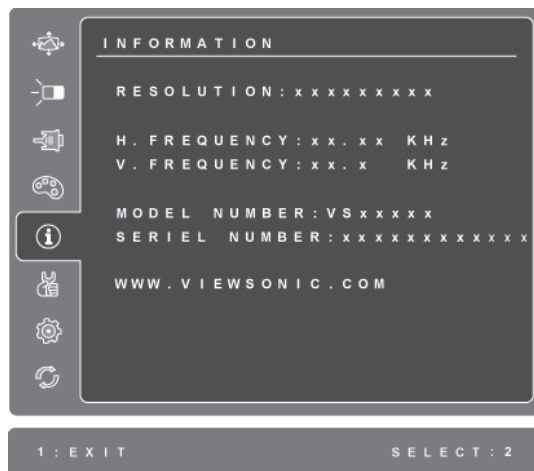 INFORMATION
RESOLUTION:xxxxxxxxx
H. FREQUENCY:xx.xx KHz
V. FREQUENCY:xx.x KHz
MODEL NUMBER:VSxxxxx
SERIEL NUMBER:xxxxxxxxxxxx
WWW.VIEWSONIC.COM
1:EXIT SELECT:2